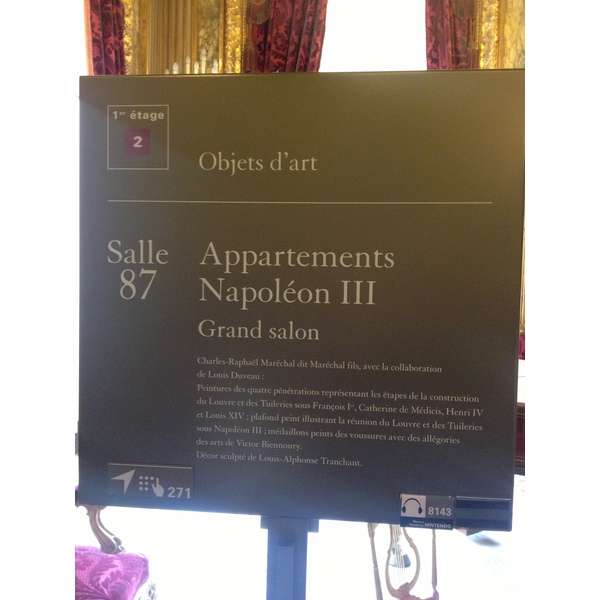 1er étage
2
Objets d'art
Salle
87
Appartements
Napoléon III
Grand salon
Charles-Raphaël Maréchal dit Maréchal fils, avec la collaboration
de Louis Duveau :
Peintures des quatre pénétrations représentant les étapes de la construction
du Louvre et des Tuileries sous François Ier, Catherine de Médicis, Henri IV
et Louis XIV ; plafond peint illustrant la réunion du Louvre et des Tuileries
sous Napoléon III ; médaillons peints des voussures avec des allégories
des arts de Victor Biennoury.
Décor sculpté de Louis-Alphonse Tranchant.
271
8143
NINTENDO